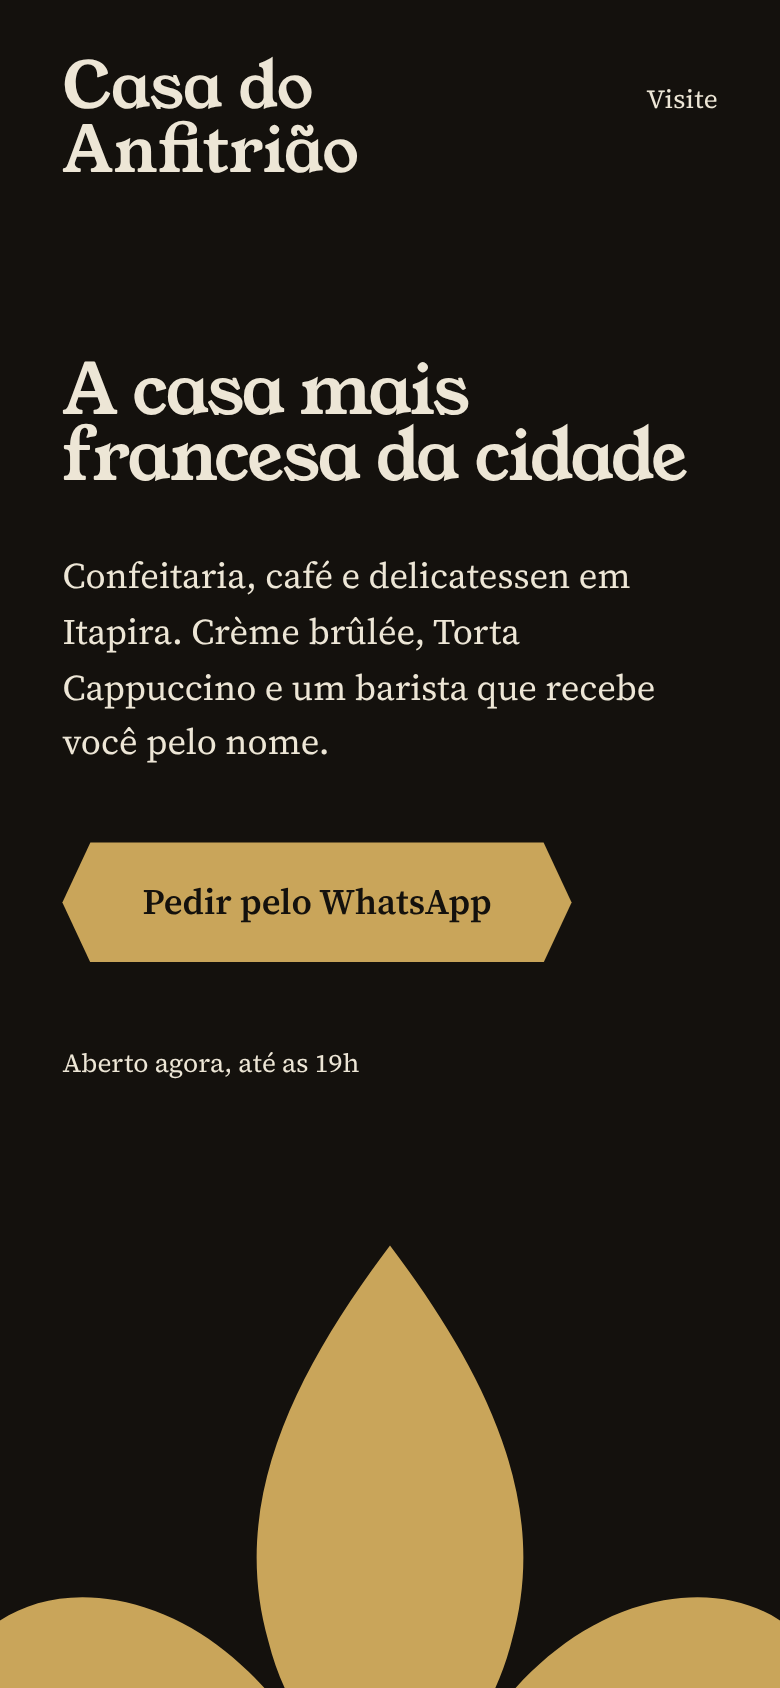 Casa do
Anfitrião
Visite
A casa mais
francesa da cidade
Confeitaria, café e delicatessen em
Itapira. Crème brûlée, Torta
Cappuccino e um barista que recebe
você pelo nome.
Pedir pelo WhatsApp
Aberto agora, até as 19h